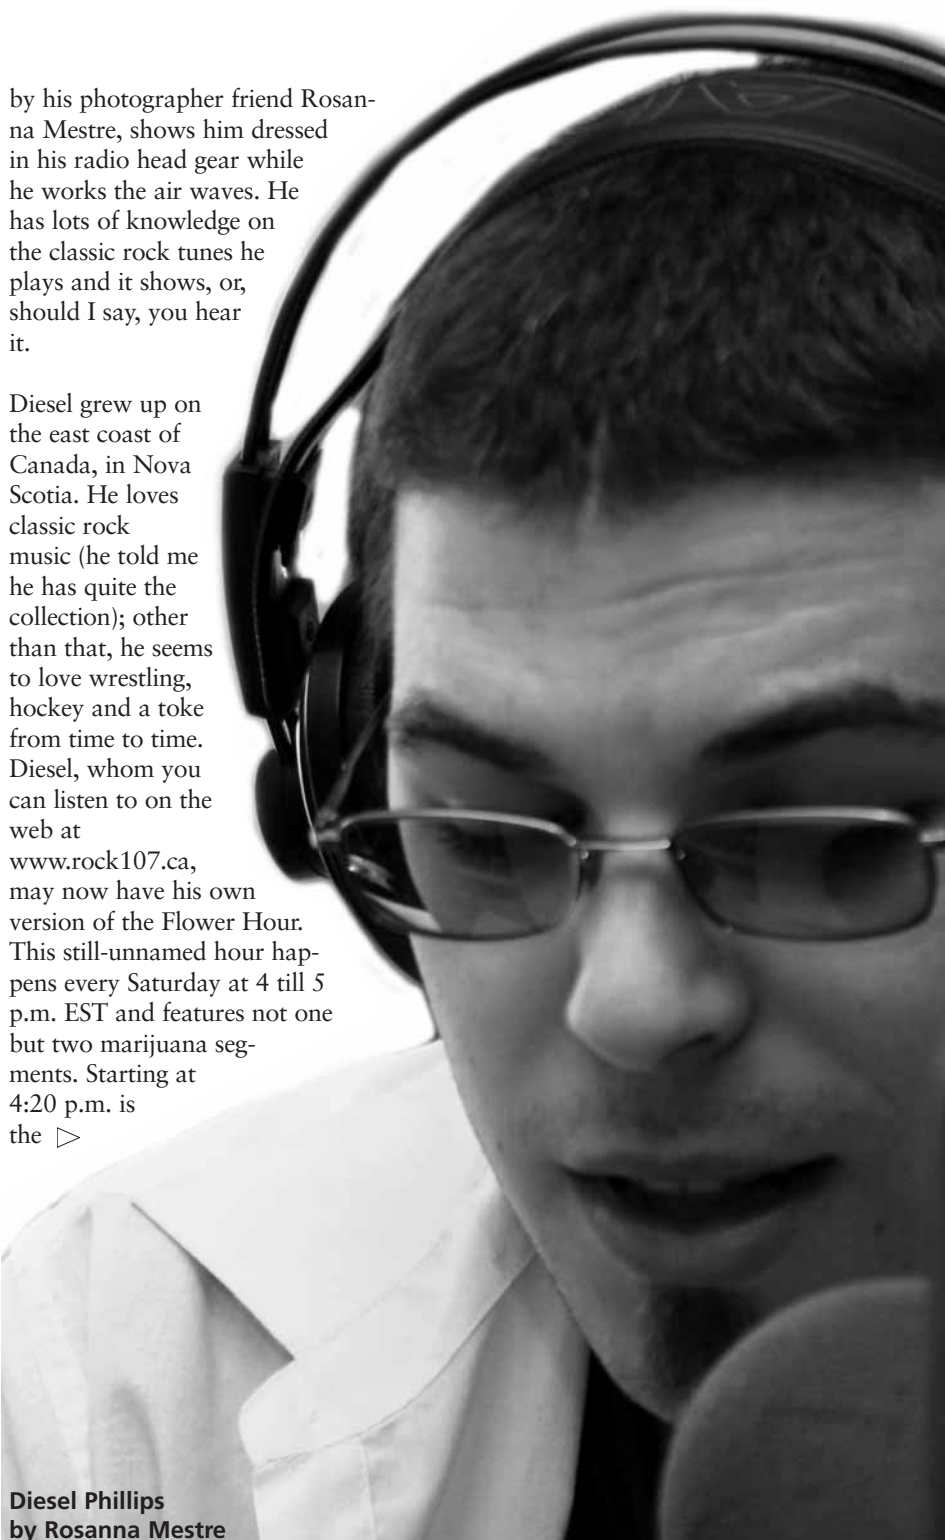 by his photographer friend Rosan-
na Mestre, shows him dressed
in his radio head gear while
he works the air waves. He
has lots of knowledge on
the classic rock tunes he
plays and it shows, or,
should I say, you hear
it.

Diesel grew up on
the east coast of
Canada, in Nova
Scotia. He loves
classic rock
music (he told me
he has quite the
collection); other
than that, he seems
to love wrestling,
hockey and a toke
from time to time.
Diesel, whom you
can listen to on the
web at
www.rock107.ca,
may now have his own
version of the Flower Hour.
This still-unnamed hour hap-
pens every Saturday at 4 till 5
p.m. EST and features not one
but two marijuana seg-
ments. Starting at
4:20 p.m. is
the ▷

Diesel Phillips
by Rosanna Mestre